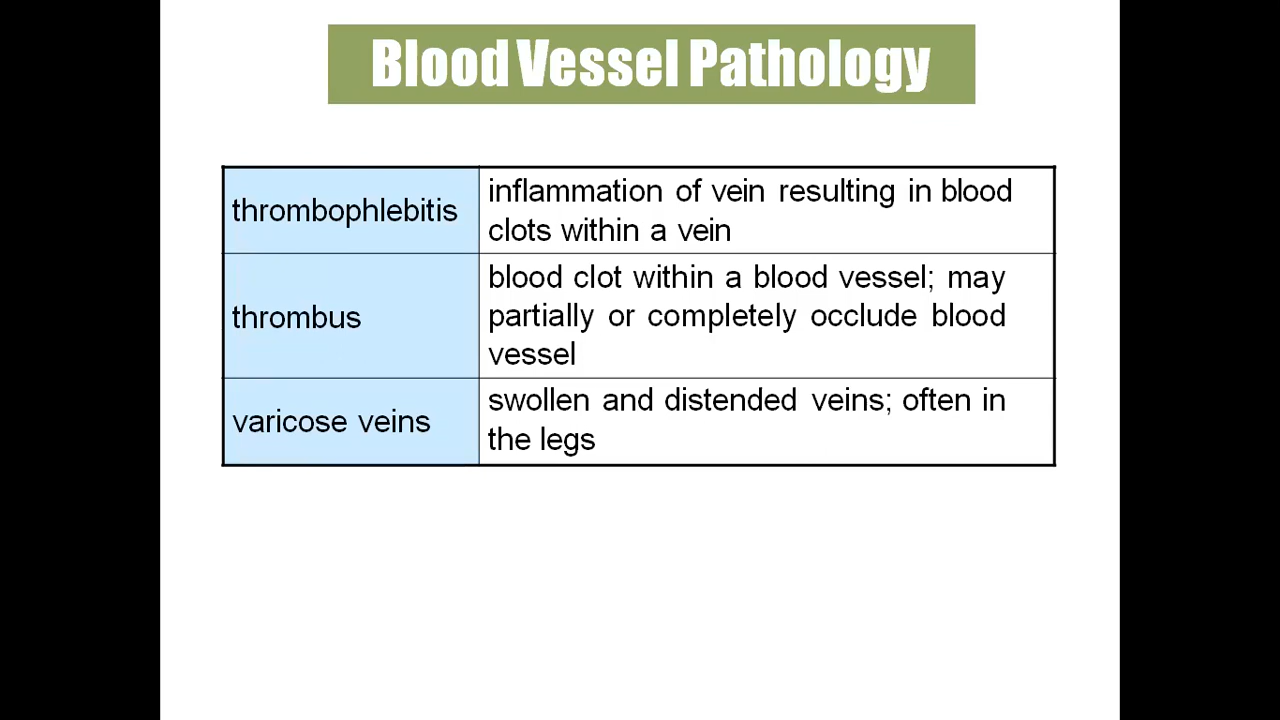 Blood Vessel Pathology
thrombophlebitis
inflammation of vein resulting in blood
clots within a vein
thrombus
blood clot within a blood vessel; may
partially or completely occlude blood
vessel
varicose veins
swollen and distended veins; often in
the legs